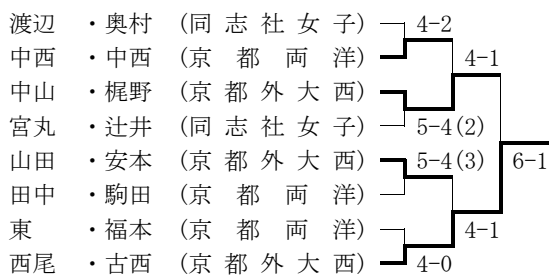 渡辺 ・奥村 (同志社女子) 4-2
中西 ・中西 (京都両洋) 4-1
中山 ・梶野 (京都外大西)
宮丸 ・辻井 (同志社女子) 5-4(2)
山田 ・安本 (京都外大西) 5-4(3) 6-1
田中 ・駒田 (京都両洋)
東 ・福本 (京都両洋) 4-1
西尾 ・古西 (京都外大西) 4-0